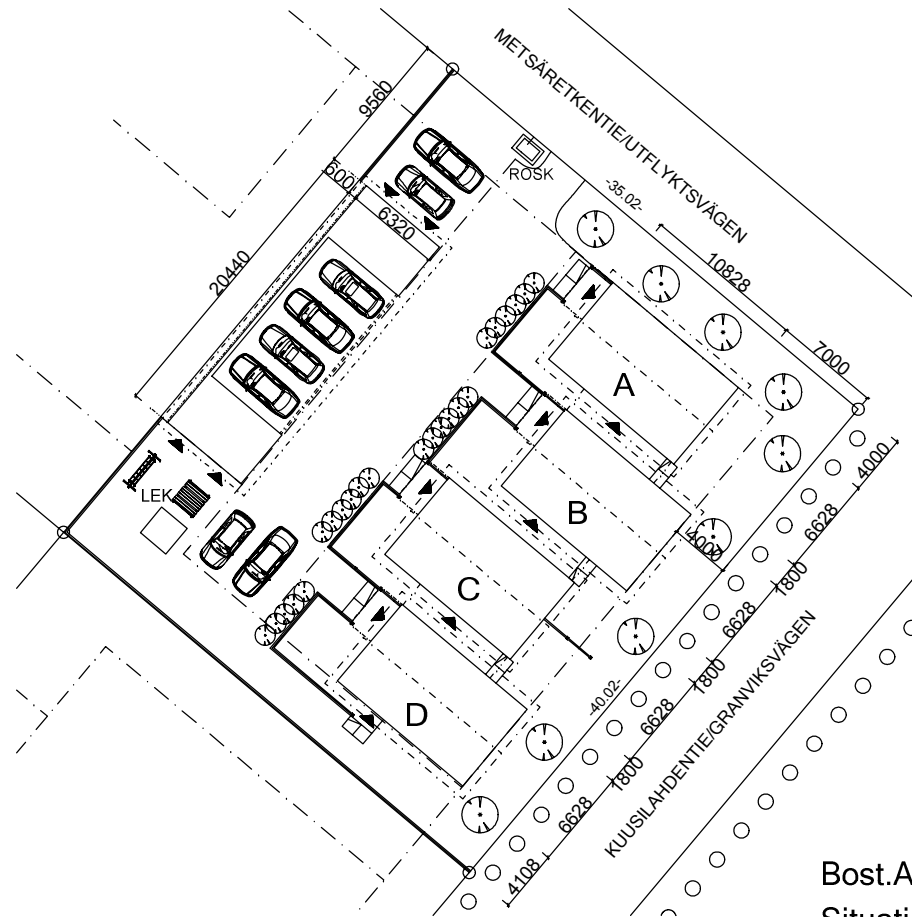 METSÄRETKENTIE/UTFLYKTSVÄGEN
9560
600
ROSK
-35.02-
6320
20440
10828
7000
A
4000
B
6628
4000
LEK
1800
C
6628
1800
-40.02-
6628
D
1800
6628
4108
KUUSILAHDENTIE/GRANVIKSVÄGEN
Bost.A
Situati